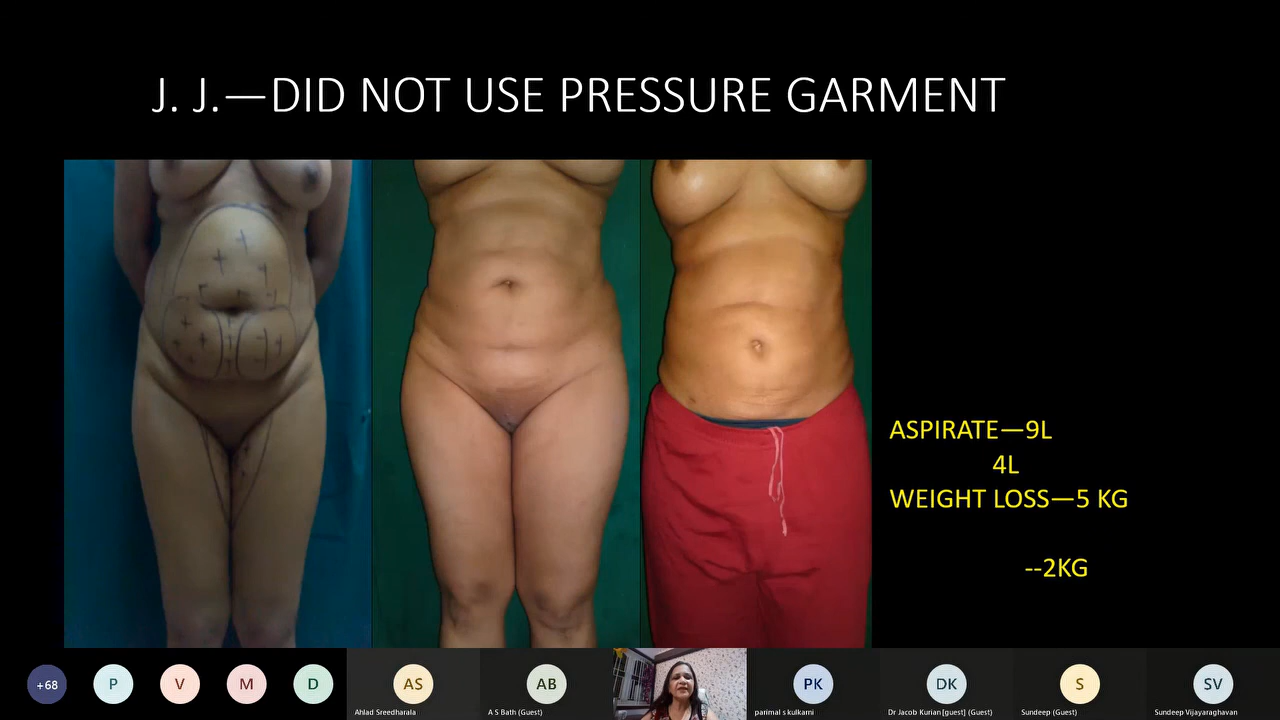 J. J.—DID NOT USE PRESSURE GARMENT
ASPIRATE—9L
4L
WEIGHT LOSS—5 KG
--2KG
+68
P
V
M
D
AS
AB
PK
DK
S
SV
Ahlad Sreedharala
A S Bath (Guest)
parimal s kulkarni
Dr Jacob Kurian[guest] (Guest)
Sundeep (Guest)
Sundeep Vijayaraghavan